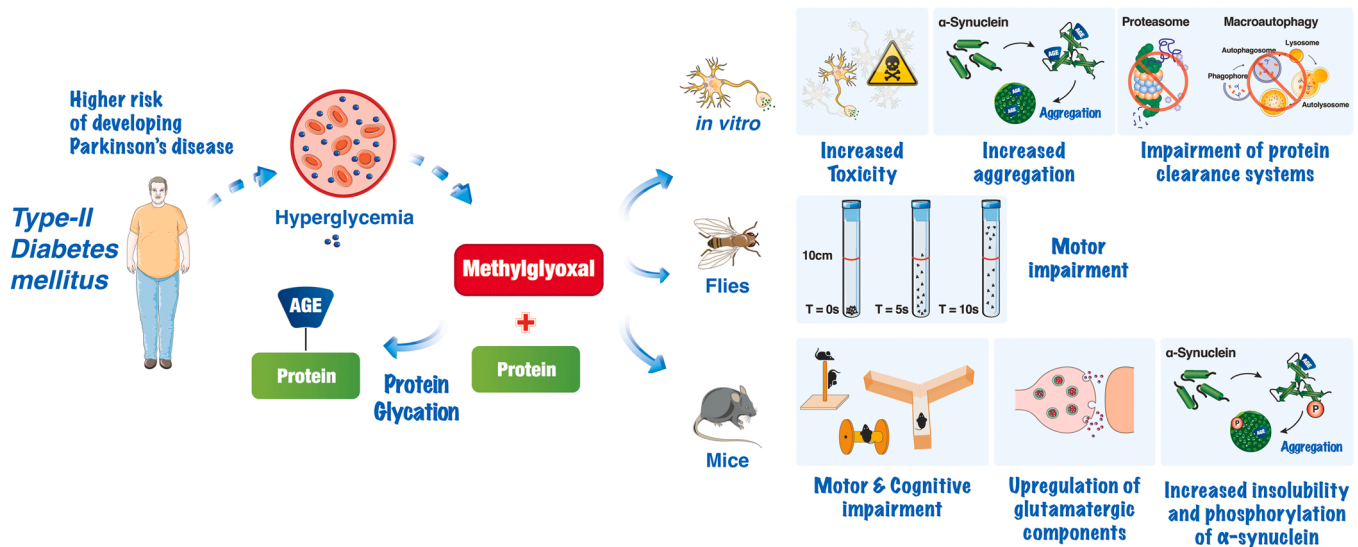 Higher risk
of developing
Parkinson's disease
Type-II
Diabetes
mellitus
Hyperglycemia
Methylglyoxal
+
Protein
AGE
Protein
Protein
Glycation
in vitro
Flies
Mice
Increased
Toxicity
α-Synuclein
AGE
AGE
AGE
AGE
Aggregation
Increased
aggregation
Proteasome
Macroautophagy
Lysosome
Autophagosome
Phagophore
Autolysosome
Impairment of protein
clearance systems
10cm
T = 0s
T = 5s
T = 10s
Motor
impairment
Motor & Cognitive
impairment
Upregulation of
glutamatergic
components
α-Synuclein
AGE
P
P
AGE
Aggregation
Increased insolubility
and phosphorylation
of α-synuclein